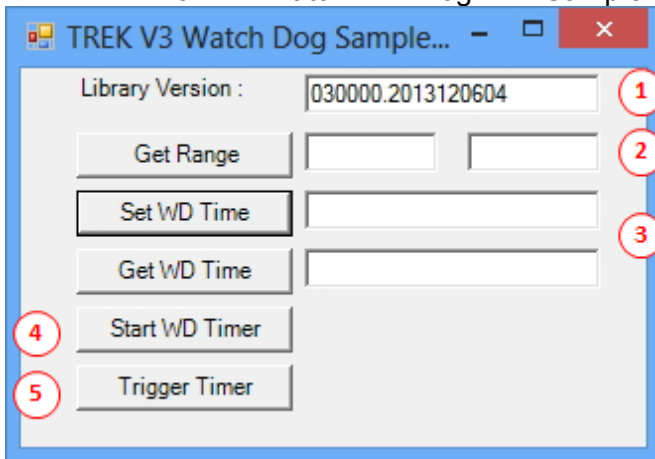 TREK V3 Watch Dog Sample...
Library Version :
030000.2013120604
1
Get Range
2
Set WD Time
3
Get WD Time
4
Start WD Timer
5
Trigger Timer